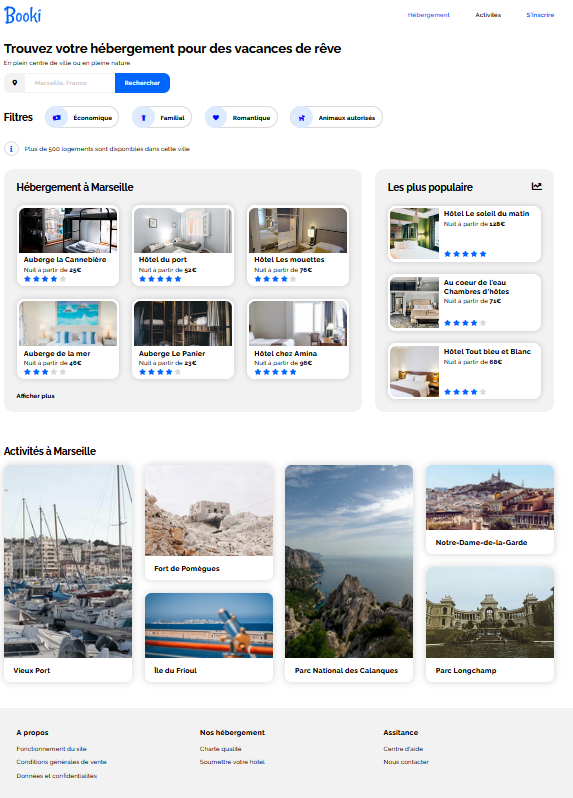 Booki
Hébergement
Activités
S'inscrire
Trouvez votre hébergement pour des vacances de rêve
En plein centre de ville ou en pleine nature
Marseille, France
Rechercher
Filtres
Économique
Familial
Romantique
Animaux autorisés
Plus de 500 logements sont disponibles dans cette ville
Hébergement à Marseille
Auberge la Cannebière
Nuit à partir de 25€
Hôtel du port
Nuit à partir de 52€
Hôtel Les mouettes
Nuit à partir de 76€
Auberge de la mer
Nuit à partir de 46€
Auberge Le Panier
Nuit à partir de 23€
Hôtel chez Amina
Nuit à partir de 96€
Afficher plus
Les plus populaire
Hôtel Le soleil du matin
Nuit à partir de 128€
Au coeur de l'eau
Chambres d'hôtes
Nuit à partir de 71€
Hôtel Tout bleu et Blanc
Nuit à partir de 68€
Activités à Marseille
Vieux Port
Fort de Pomègues
Île du Frioul
Parc National des Calanques
Notre-Dame-de-la-Garde
Parc Longchamp
A propos
Fonctionnement du site
Conditions générales de vente
Données et confidentialités
Nos hébergement
Charte qualité
Soumettre votre hotel
Assitance
Centre d'aide
Nous contacter